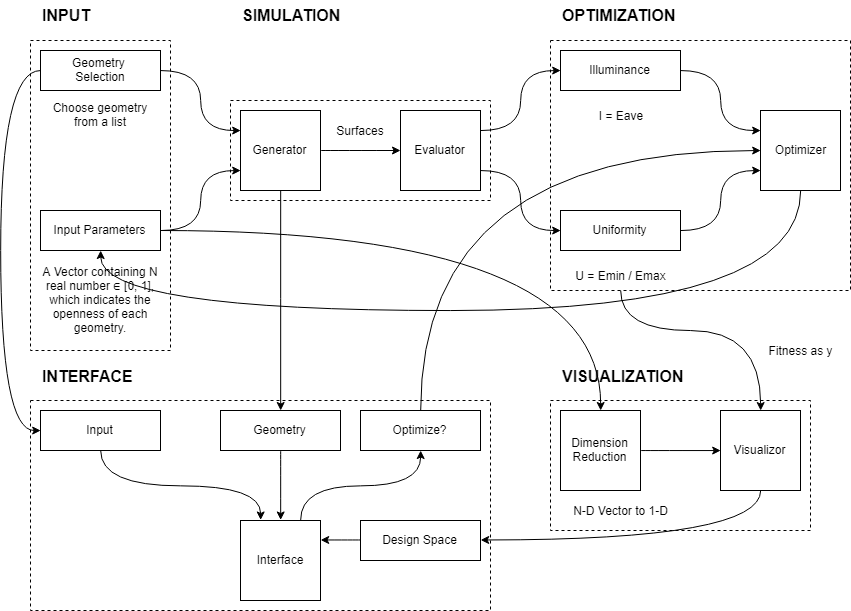 INPUT
SIMULATION
OPTIMIZATION
Geometry
Selection
Choose geometry
from a list
Generator
Surfaces
Evaluator
Illuminance
I = Eave
Optimizer
Input Parameters
A Vector containing N
real number ∈ [0, 1],
which indicates the
openness of each
geometry.
Uniformity
U = Emin / Emax
Fitness as y
INTERFACE
VISUALIZATION
Input
Geometry
Optimize?
Dimension
Reduction
Visualizor
N-D Vector to 1-D
Interface
Design Space